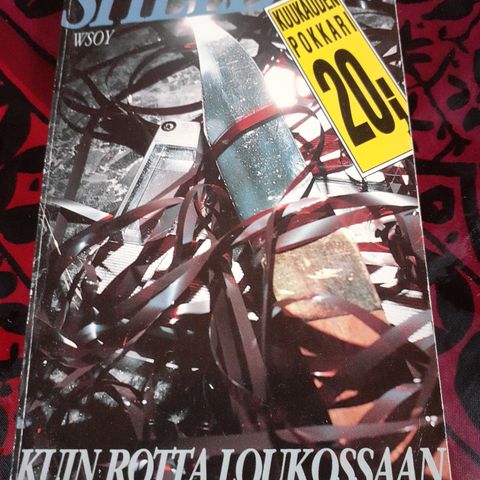 WSOY
KUUKAUDEN
POKKARI
20:-
KUIN ROTTA LOUKOSSAAN